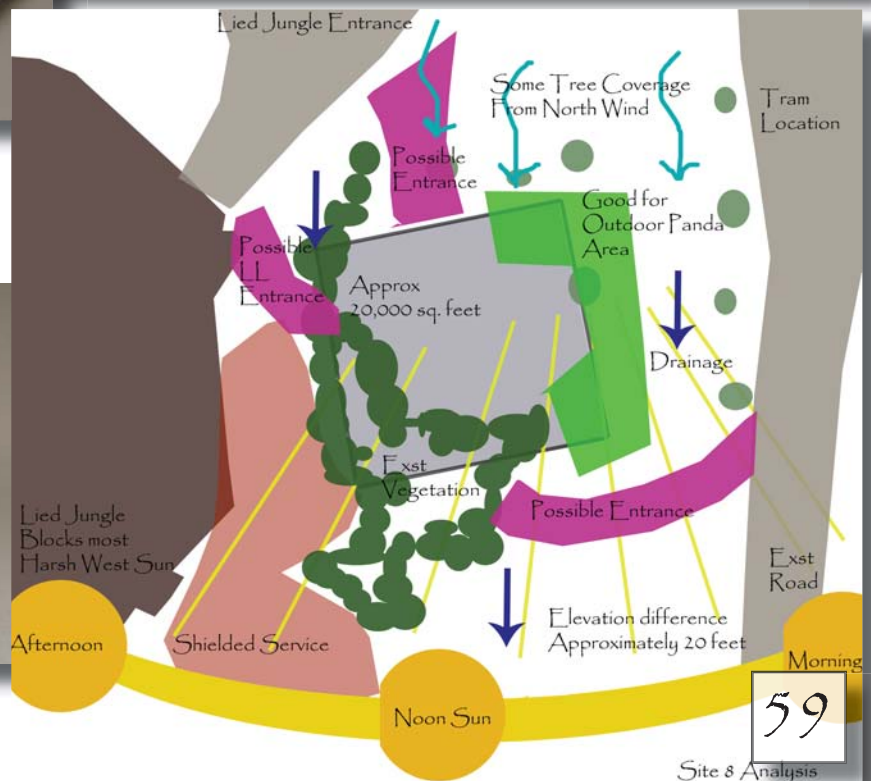 Lied Jungle Entrance
Some Tree Coverage
From North Wind
Tram
Location
Possible
Entrance
Good for
Outdoor Panda
Area
Possible
LL
Entrance
Approx
20,000 sq. feet
Drainage
Exst
Vegetation
Possible Entrance
Lied Jungle
Blocks most
Harsh West Sun
Exst
Road
Elevation difference
Approximately 20 feet
Afternoon
Shielded Service
Morning
Noon Sun
59
Site 8 Analysis